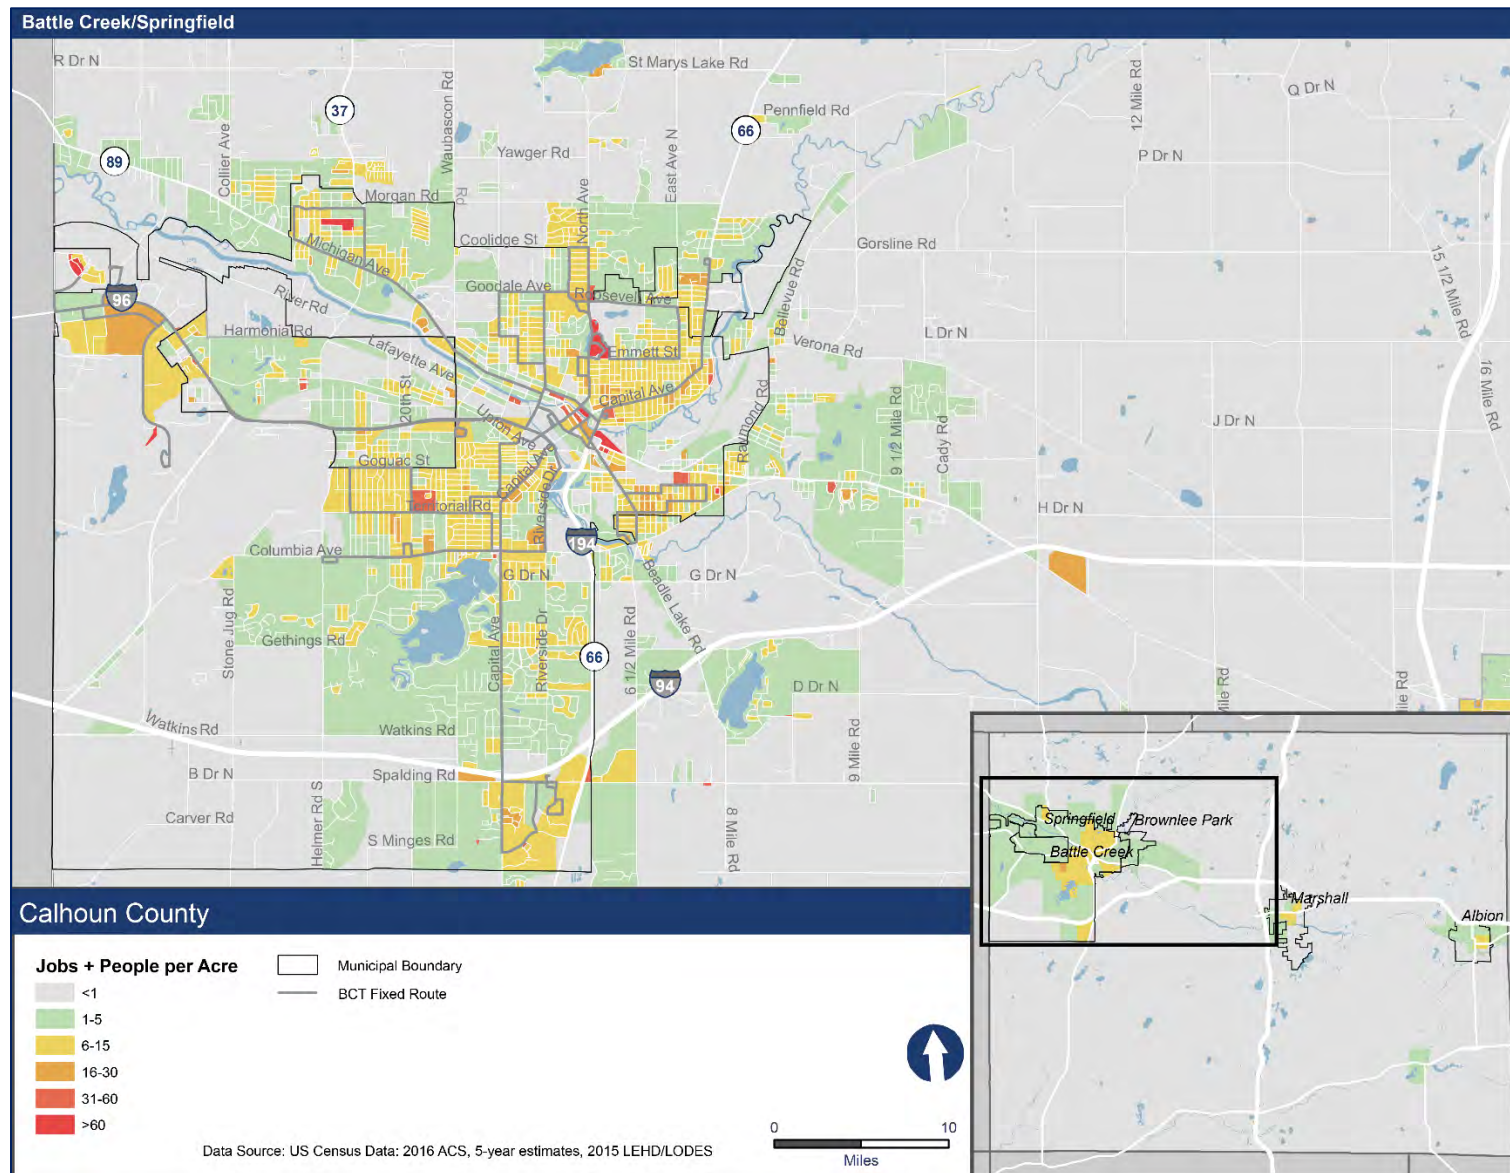 Battle Creek/Springfield
R Dr N
St Marys Lake Rd
12 Mile Rd
Q Dr N
37
Waubascon Rd
Pennfield Rd
66
Collier Ave
89
Yawger Rd
East Ave N
P Dr N
Morgan Rd
Rd
North Ave
Coolidge St
Michigan Ave
Gorsline Rd
15 1/2 Mile Rd
96
River Rd
Goodale Ave
Roosevelt Ave
Bellevue Rd
Harmonia Rd
Lafayette Ave
Emmett St
Verona Rd
L Dr N
16 Mile Rd
20th St
Capital Ave
Raymond Rd
9 1/2 Mile Rd
Cady Rd
J Dr N
Union Ave
Goguac St
Capital Ave
Riverside Dr
Territorial Rd
H Dr N
Columbia Ave
194
G Dr N
G Dr N
Beadle Lake Rd
Stone Jug Rd
Gethings Rd
Capital Ave
Riverside Dr
66
6 1/2 Mile Rd
94
D Dr N
Mile Rd
Mile Rd
Watkins Rd
Watkins Rd
9 Mile Rd
B Dr N
Spalding Rd
Carver Rd
Helmer Rd S
S Minges Rd
8 Mile Rd
Springfield
Brownlee Park
Battle Creek
Marshall
Albion
Calhoun County
Jobs + People per Acre
<1
1-5
6-15
16-30
31-60
>60
Municipal Boundary
BCT Fixed Route
0 10
Miles
Data Source: US Census Data: 2016 ACS, 5-year estimates, 2015 LEHD/LODES